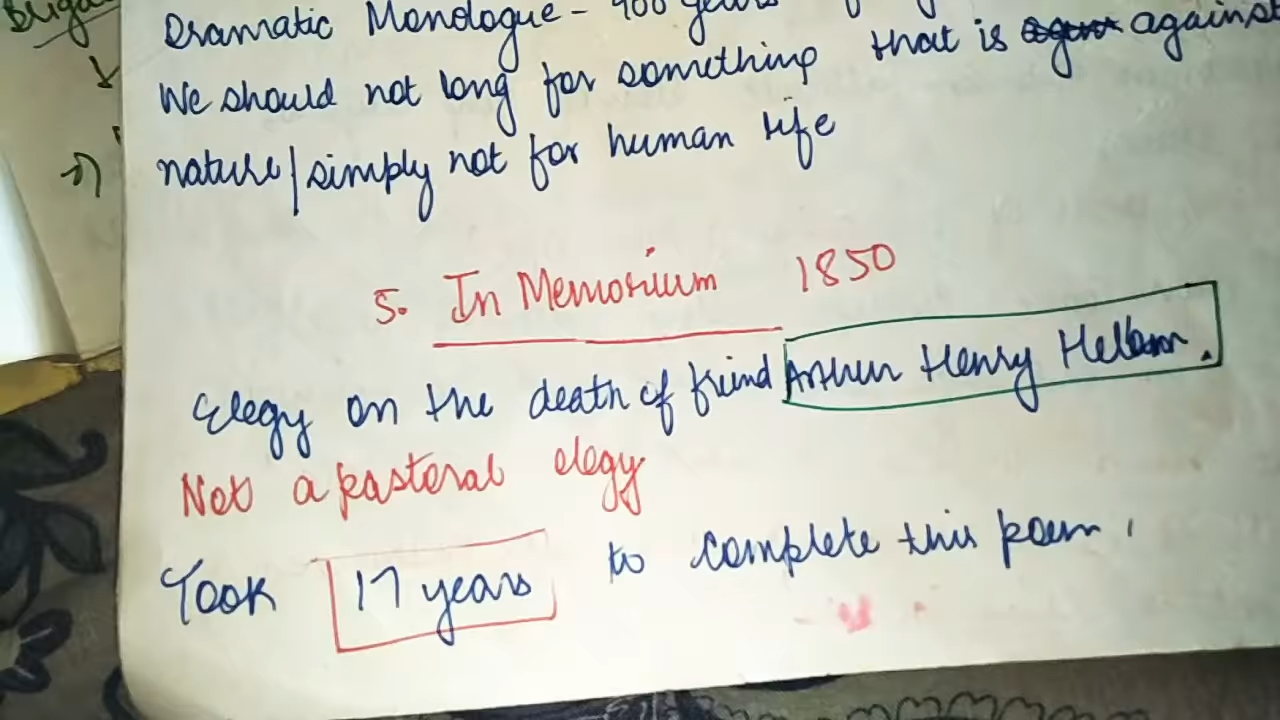 Dramatic Monologue - 900 years
We should not long for something that is against
nature/simply not for human life
5. In Memorium 1850
Elegy on the death of friend Arthur Henry Hellam.
Not a pastoral elegy
Took 17 years to complete this poem.